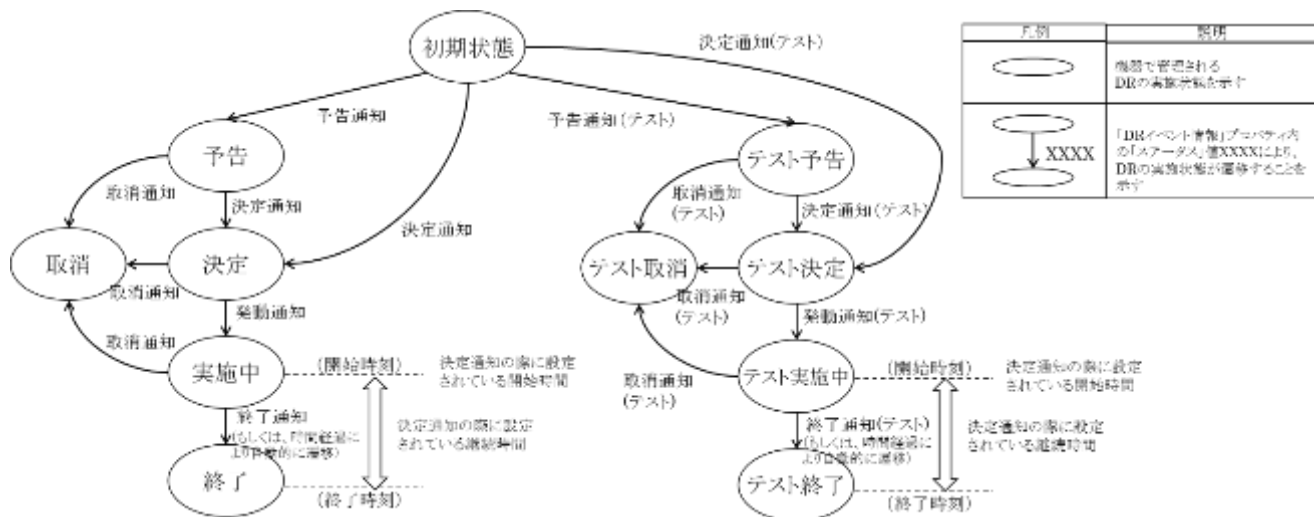 初期状態
決定通知(テスト)
予告通知
予告通知(テスト)
予告
テスト予告
取消通知
決定通知
決定通知
取消通知
(テスト)
決定通知(テスト)
取消
決定
テスト取消
テスト決定
取消通知
発動通知
取消通知
(テスト)
発動通知(テスト)
取消通知
実施中
(開始時刻)
決定通知の際に設定
されている開始時間
取消通知
(テスト)
テスト実施中
(開始時刻)
決定通知の際に設定
されている開始時間
終了通知
(もしくは、時間経過に
より自動的に遷移)
決定通知の際に設定
されている継続時間
終了通知(テスト)
(もしくは、時間経過に
より自動的に遷移)
決定通知の際に設定
されている継続時間
終了
(終了時刻)
テスト終了
(終了時刻)
凡例
説明
機器で管理される
DRの実施状態を示す
XXXX
「DRイベント情報」プロパティ内
の「ステータス」値XXXXにより、
DRの実施状態が遷移することを
示す